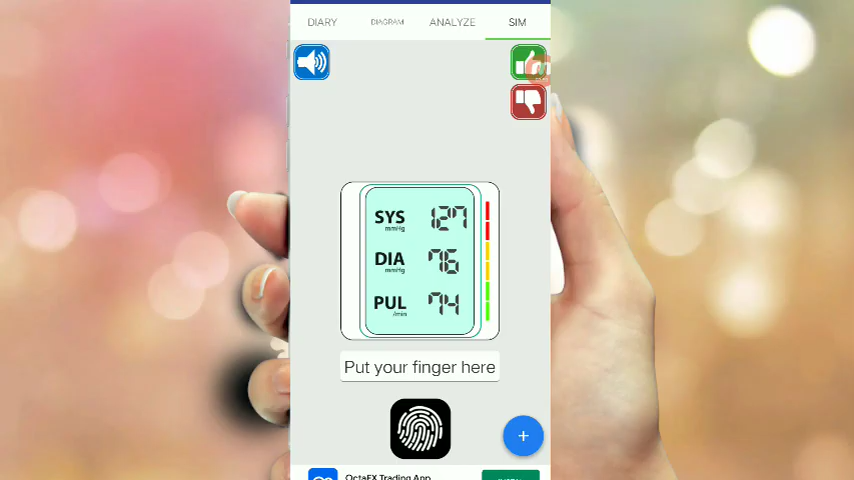 DIARY DIAGRAM ANALYZE SIM
SYS 127
mmHg
DIA 76
mmHg
PUL 74
/min
Put your finger here
+
OctaFX Trading App